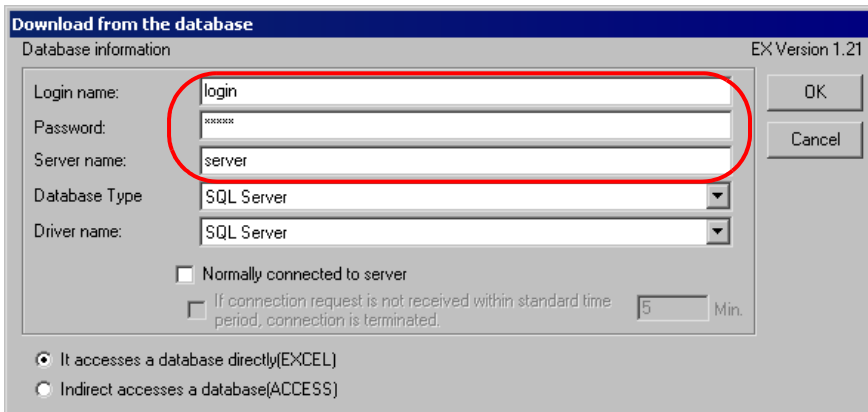 Download from the database
Database information EX Version 1.21
Login name: login OK
Password: *****
Cancel
Server name: server
Database Type SQL Server
Driver name: SQL Server
Normally connected to server
If connection request is not received within standard time 5 Min.
period, connection is terminated.
It accesses a database directly(EXCEL)
Indirect accesses a database(ACCESS)